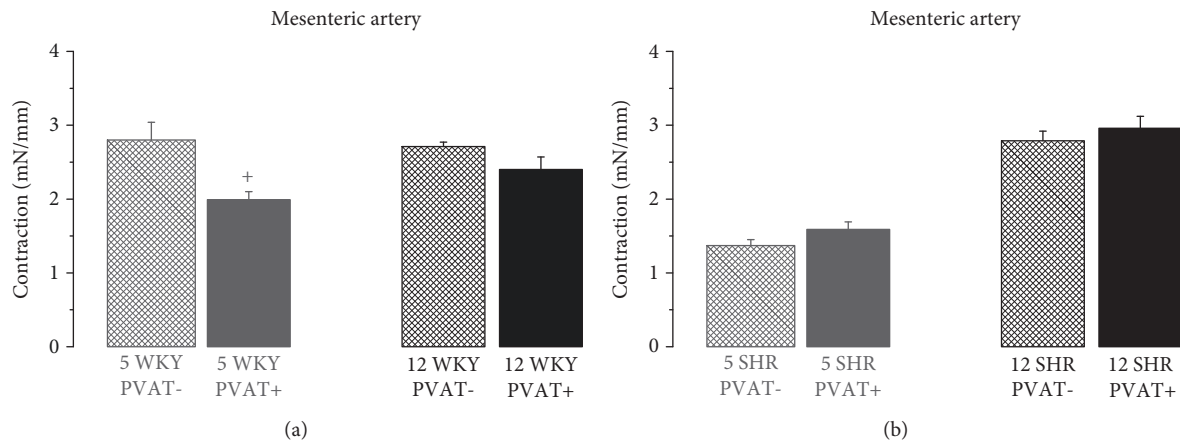 Mesenteric artery
Contraction (mN/mm)
4
3
2
1
0
+
5 WKY
PVAT-
5 WKY
PVAT+
12 WKY
PVAT-
12 WKY
PVAT+
(a)
Mesenteric artery
Contraction (mN/mm)
4
3
2
1
0
5 SHR
PVAT-
5 SHR
PVAT+
12 SHR
PVAT-
12 SHR
PVAT+
(b)